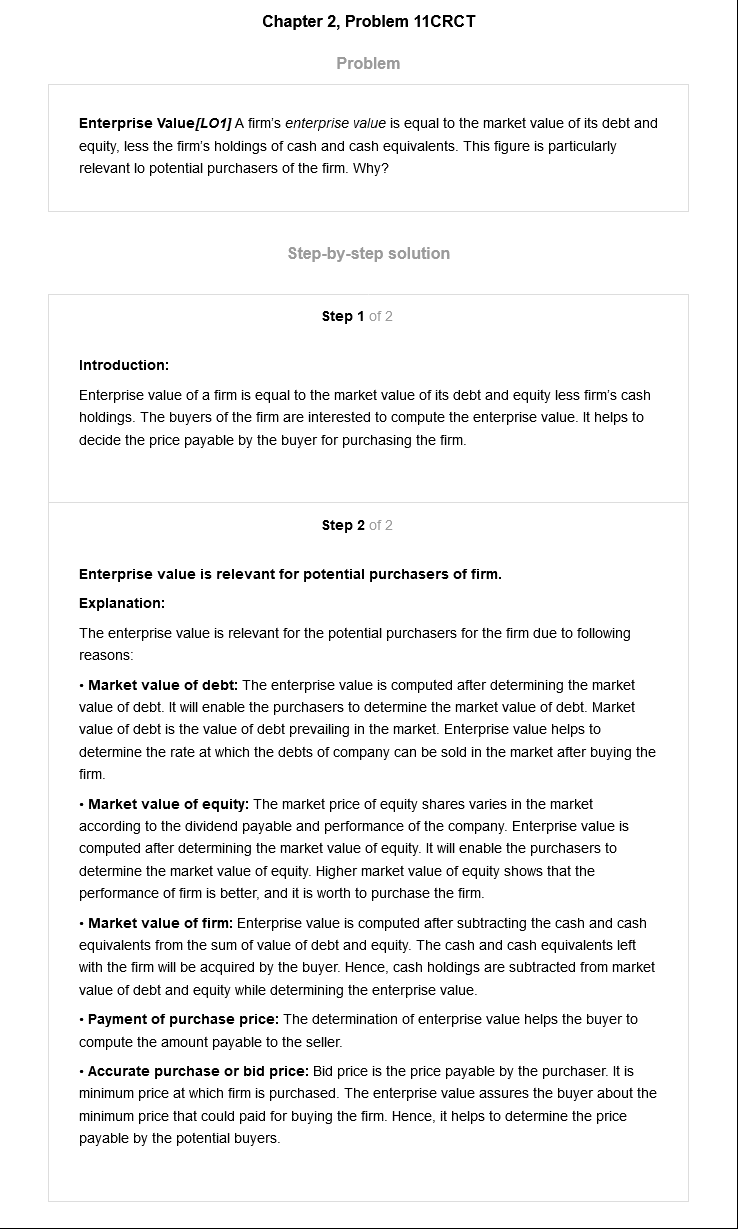 Chapter 2, Problem 11CRCT
Problem
Enterprise Value[LO1] A firm's enterprise value is equal to the market value of its debt and
equity, less the firm's holdings of cash and cash equivalents. This figure is particularly
relevant lo potential purchasers of the firm. Why?
Step-by-step solution
Step 1 of 2
Introduction:
Enterprise value of a firm is equal to the market value of its debt and equity less firm's cash
holdings. The buyers of the firm are interested to compute the enterprise value. It helps to
decide the price payable by the buyer for purchasing the firm.
Step 2 of 2
Enterprise value is relevant for potential purchasers of firm.
Explanation:
The enterprise value is relevant for the potential purchasers for the firm due to following
reasons:
• Market value of debt: The enterprise value is computed after determining the market
value of debt. It will enable the purchasers to determine the market value of debt. Market
value of debt is the value of debt prevailing in the market. Enterprise value helps to
determine the rate at which the debts of company can be sold in the market after buying the
firm.
• Market value of equity: The market price of equity shares varies in the market
according to the dividend payable and performance of the company. Enterprise value is
computed after determining the market value of equity. It will enable the purchasers to
determine the market value of equity. Higher market value of equity shows that the
performance of firm is better, and it is worth to purchase the firm.
• Market value of firm: Enterprise value is computed after subtracting the cash and cash
equivalents from the sum of value of debt and equity. The cash and cash equivalents left
with the firm will be acquired by the buyer. Hence, cash holdings are subtracted from market
value of debt and equity while determining the enterprise value.
• Payment of purchase price: The determination of enterprise value helps the buyer to
compute the amount payable to the seller.
• Accurate purchase or bid price: Bid price is the price payable by the purchaser. It is
minimum price at which firm is purchased. The enterprise value assures the buyer about the
minimum price that could paid for buying the firm. Hence, it helps to determine the price
payable by the potential buyers.